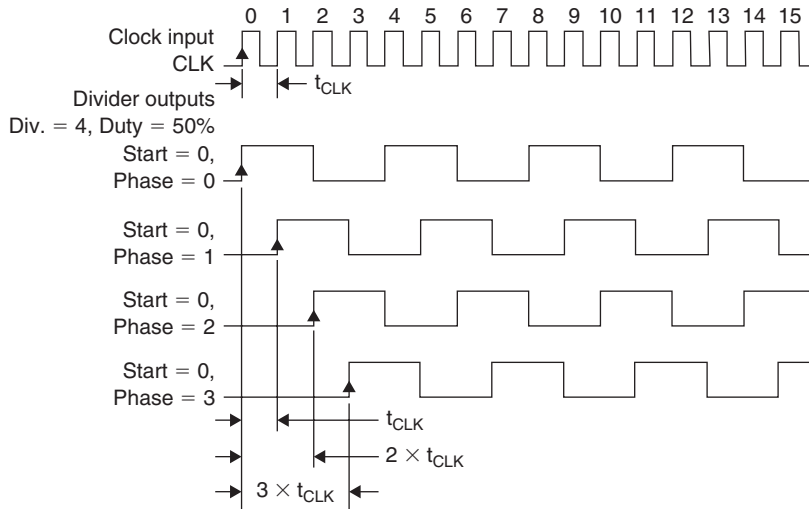 0 1 2 3 4 5 6 7 8 9 10 11 12 13 14 15
Clock input
CLK
t_CLK
Divider outputs
Div. = 4, Duty = 50%
Start = 0,
Phase = 0
Start = 0,
Phase = 1
Start = 0,
Phase = 2
Start = 0,
Phase = 3
t_CLK
2 × t_CLK
3 × t_CLK